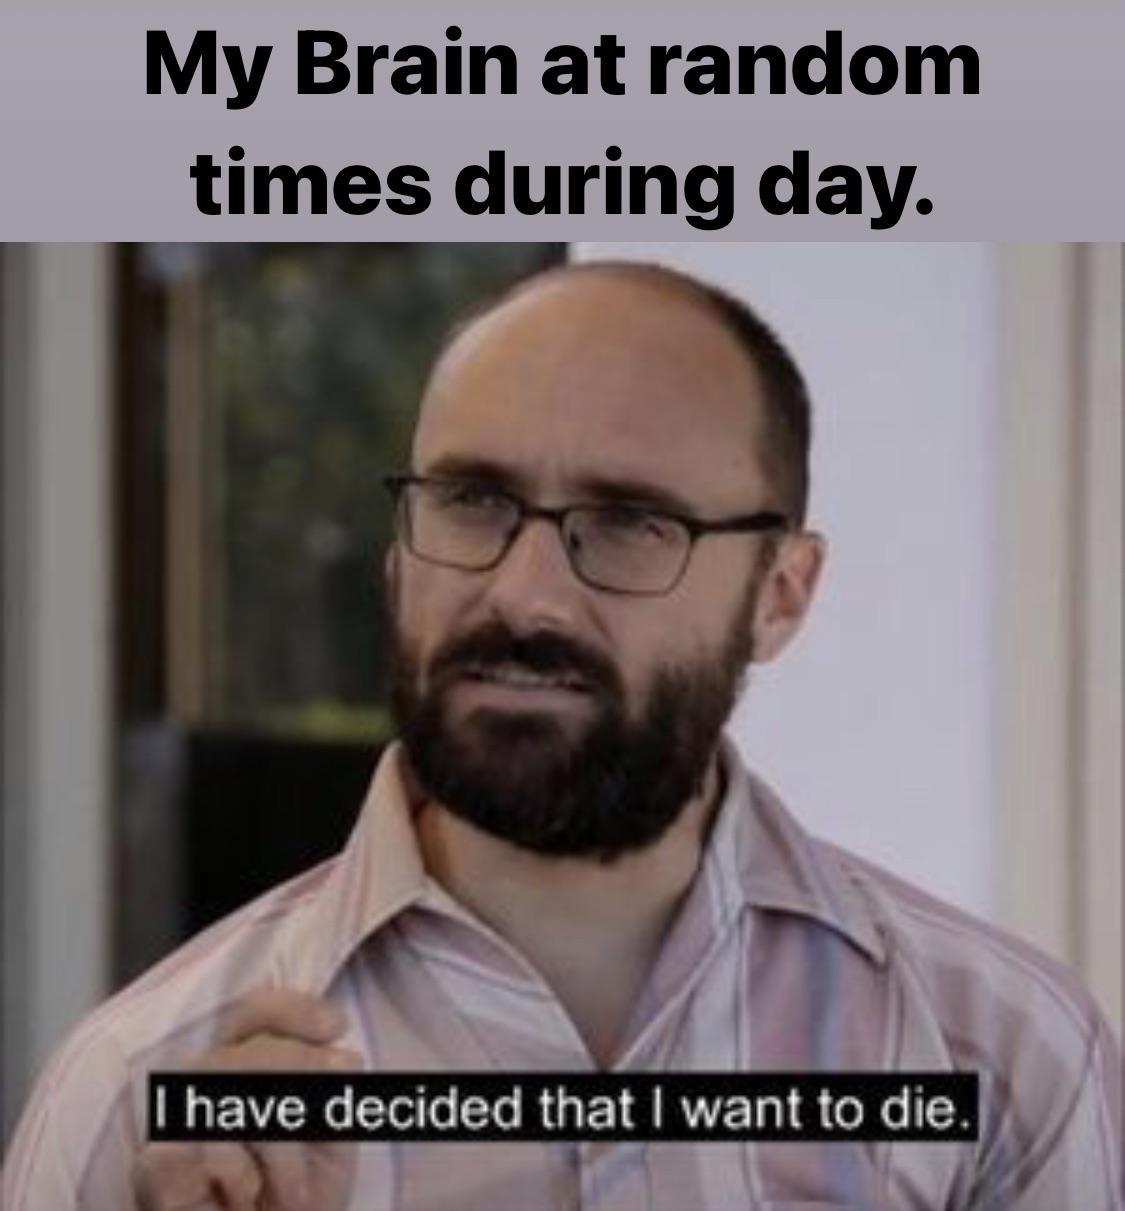 My Brain at random
times during day.
I have decided that I want to die.